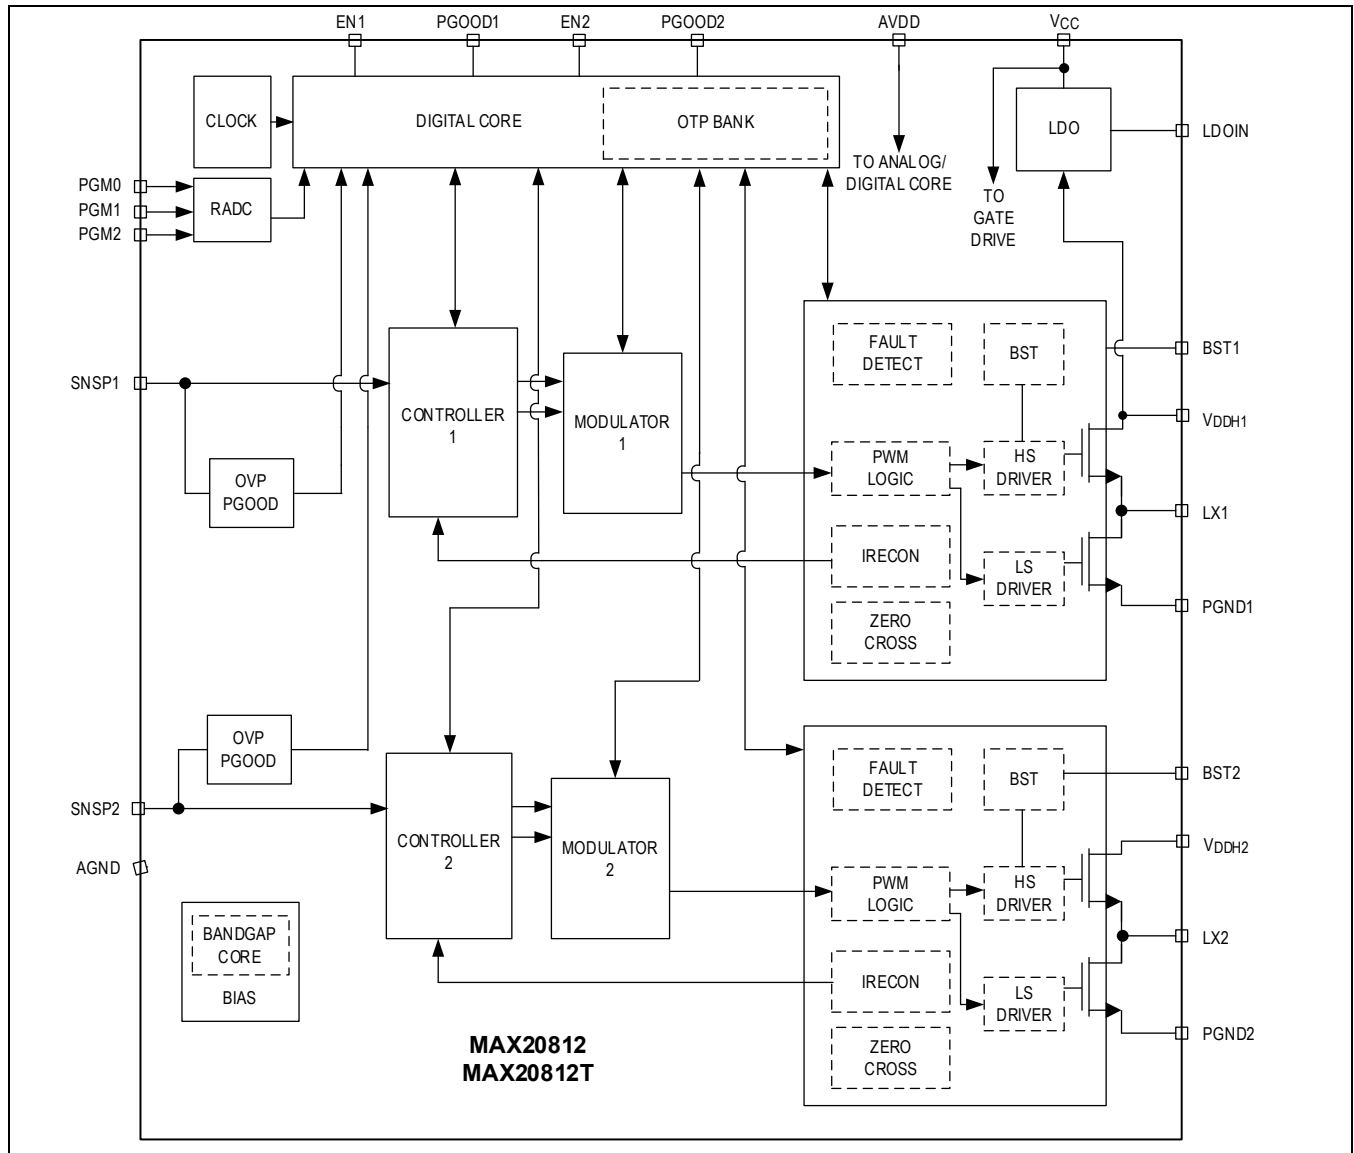 EN1
PGOOD1
EN2
PGOOD2
AVDD
VCC
CLOCK
DIGITAL CORE
OTP BANK
LDO
LDOIN
TO ANALOG/
DIGITAL CORE
TO
GATE
DRIVE
PGM0
PGM1
PGM2
RADC
FAULT
DETECT
BST
BST1
SNSP1
CONTROLLER
1
MODULATOR
1
VDDH1
OVP
PGOOD
PWM
LOGIC
HS
DRIVER
LX1
IRECON
LS
DRIVER
PGND1
ZERO
CROSS
OVP
PGOOD
FAULT
DETECT
BST
BST2
SNSP2
CONTROLLER
2
MODULATOR
2
VDDH2
AGND
PWM
LOGIC
HS
DRIVER
BANDGAP
CORE
BIAS
LX2
IRECON
LS
DRIVER
PGND2
ZERO
CROSS
MAX20812
MAX20812T